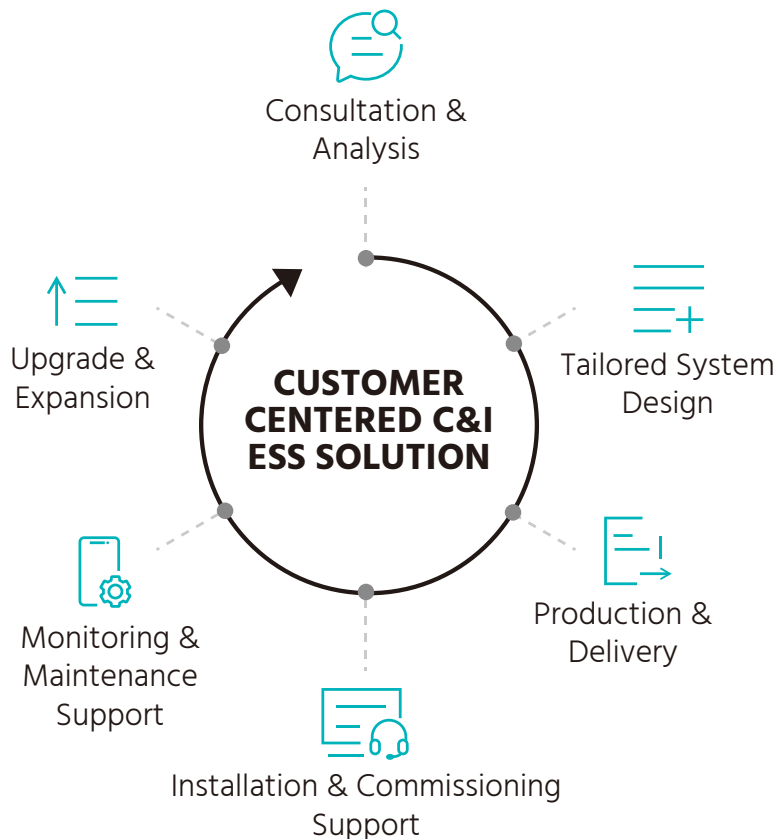 Consultation &
Analysis
Tailored System
Design
Production &
Delivery
Installation & Commissioning
Support
Monitoring &
Maintenance
Support
Upgrade &
Expansion
CUSTOMER
CENTERED C&I
ESS SOLUTION